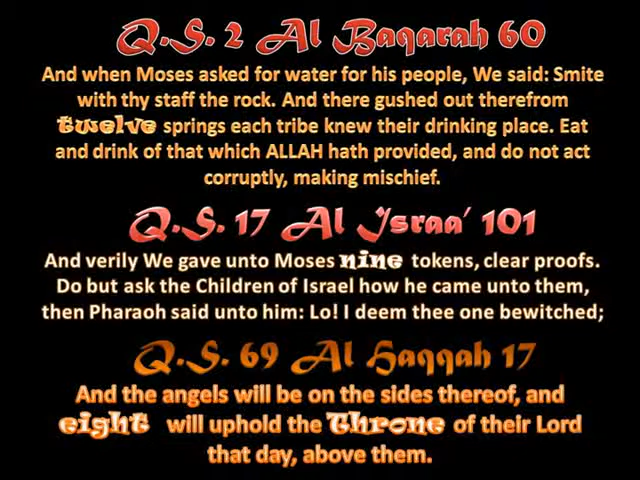 Q.S. 2 Al Baqarah 60
And when Moses asked for water for his people, We said: Smite
with thy staff the rock. And there gushed out therefrom
twelve springs each tribe knew their drinking place. Eat
and drink of that which ALLAH hath provided, and do not act
corruptly, making mischief.
Q.S. 17 Al Israa' 101
And verily We gave unto Moses nine tokens, clear proofs.
Do but ask the Children of Israel how he came unto them,
then Pharaoh said unto him: Lo! I deem thee one bewitched;
Q.S. 69 Al Haqqah 17
And the angels will be on the sides thereof, and
eight will uphold the Throne of their Lord
that day, above them.